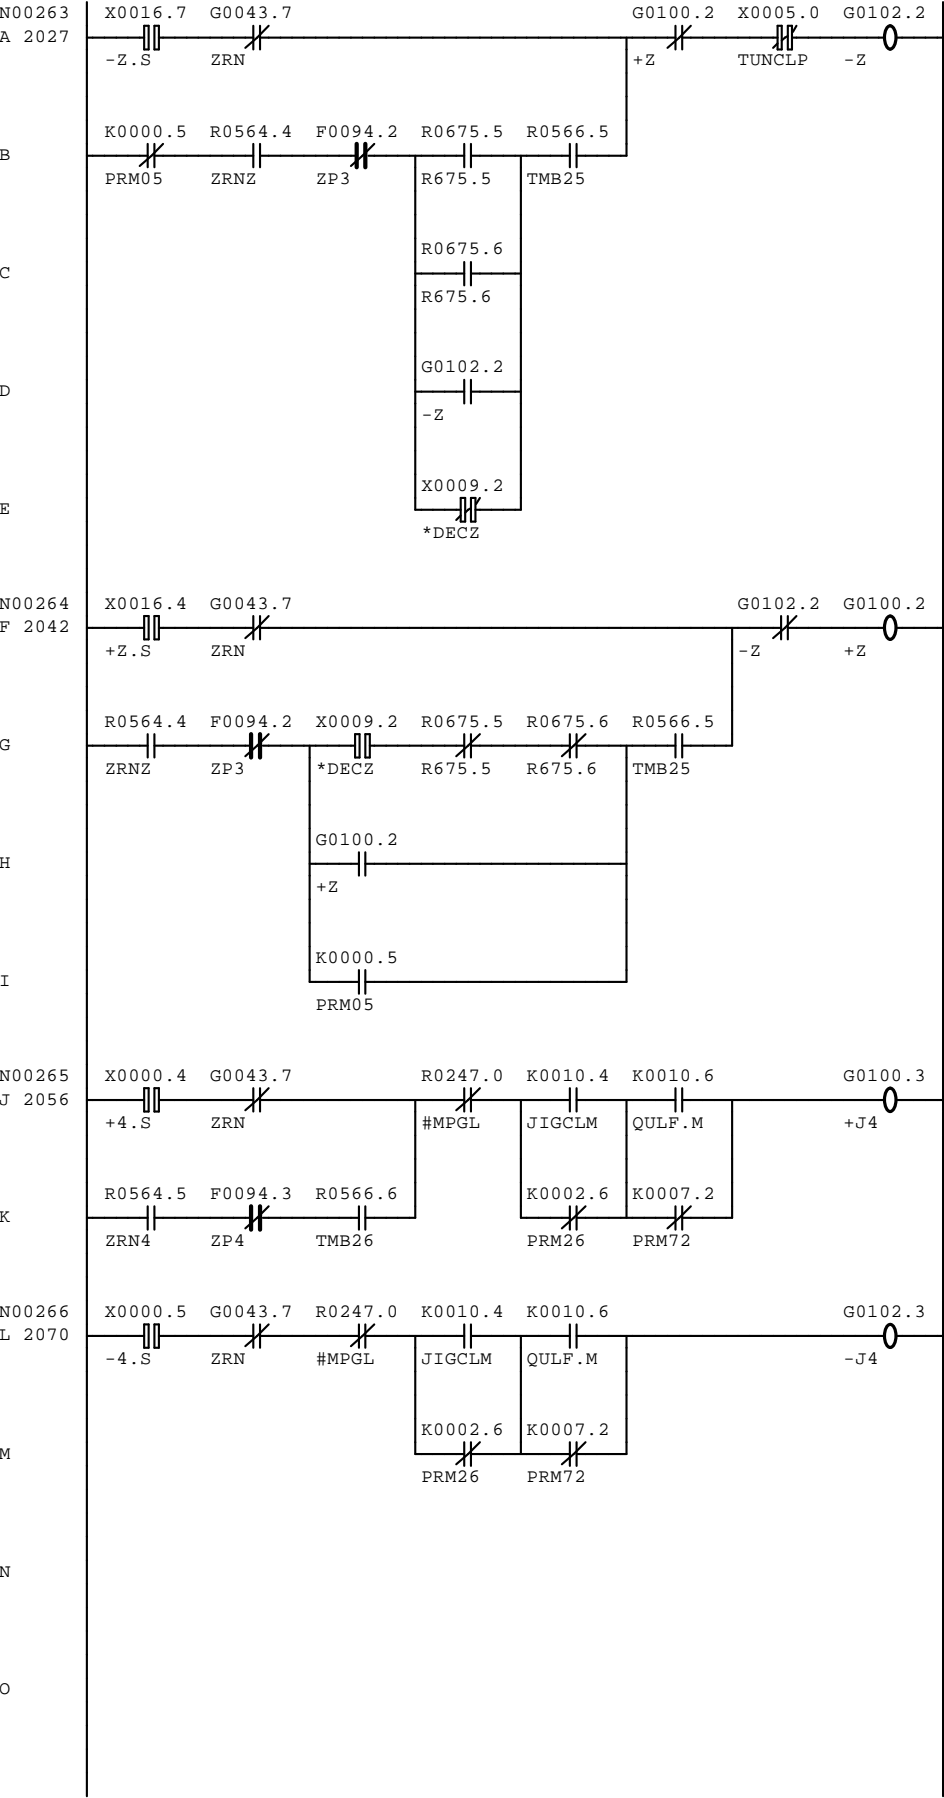 N00263 X0016.7 G0043.7 G0100.2 X0005.0 G0102.2
A 2027
-Z.S ZRN +Z TUNCLP -Z
K0000.5 R0564.4 F0094.2 R0675.5 R0566.5
B
PRM05 ZRNZ ZP3 R675.5 TMB25
R0675.6
C
R675.6
G0102.2
D
-Z
X0009.2
E
*DECZ
N00264 X0016.4 G0043.7 G0102.2 G0100.2
F 2042
+Z.S ZRN -Z +Z
R0564.4 F0094.2 X0009.2 R0675.5 R0675.6 R0566.5
G
ZRNZ ZP3 *DECZ R675.5 R675.6 TMB25
G0100.2
H
+Z
K0000.5
I
PRM05
N00265 X0000.4 G0043.7 R0247.0 K0010.4 K0010.6 G0100.3
J 2056
+4.S ZRN #MPGL JIGCLM QULF.M +J4
R0564.5 F0094.3 R0566.6 K0002.6 K0007.2
K
ZRN4 ZP4 TMB26 PRM26 PRM72
N00266 X0000.5 G0043.7 R0247.0 K0010.4 K0010.6 G0102.3
L 2070
-4.S ZRN #MPGL JIGCLM QULF.M -J4
K0002.6 K0007.2
M
PRM26 PRM72
N
O